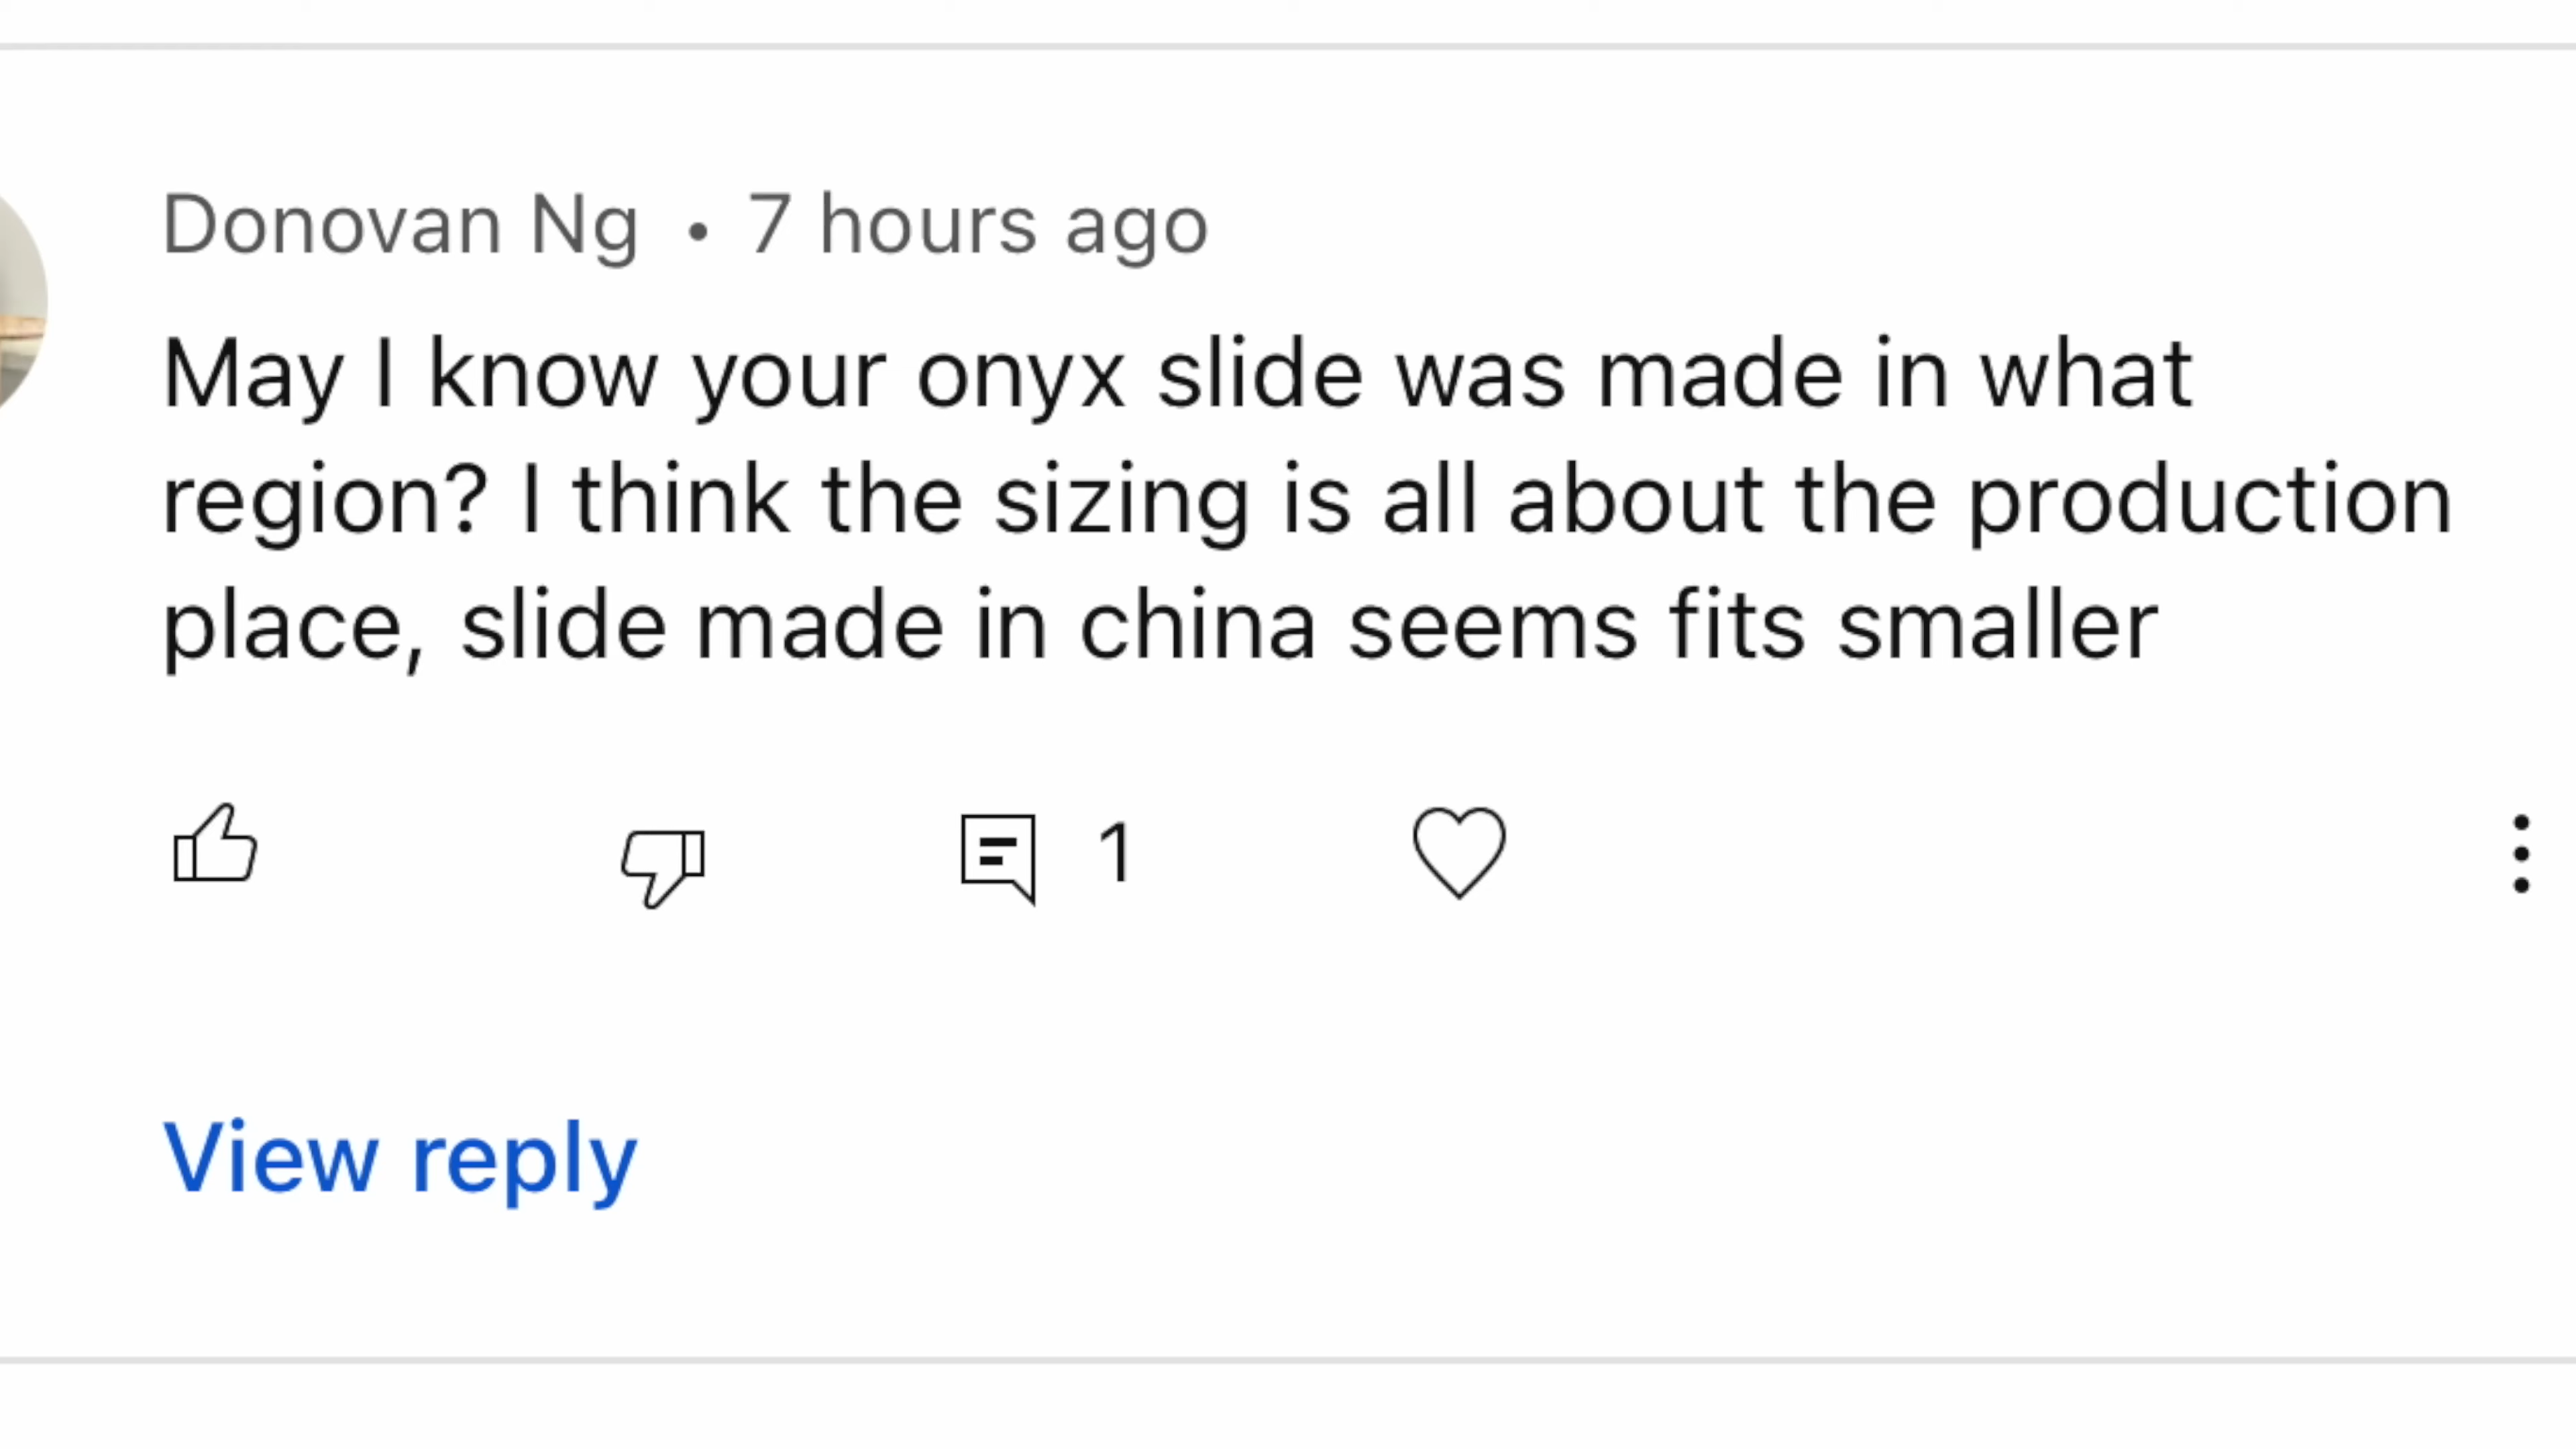 Donovan Ng • 7 hours ago
May I know your onyx slide was made in what
region? I think the sizing is all about the production
place, slide made in china seems fits smaller
1
View reply